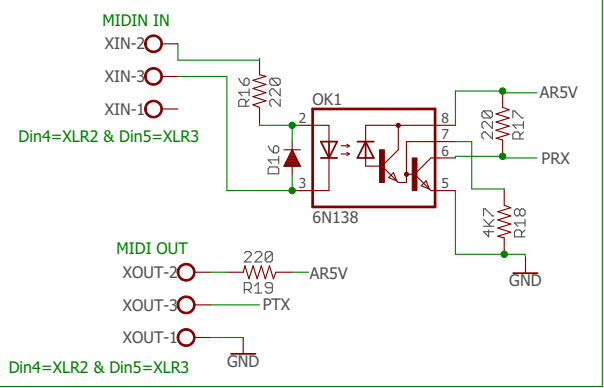 MIDIN IN
XIN-2
XIN-3
XIN-1
Din4=XLR2 & Din5=XLR3
R16
220
D16
OK1
2
3
8
7
6
5
6N138
AR5V
220
R17
PRX
4K7
R18
GND
MIDI OUT
XOUT-2
220
R19
AR5V
XOUT-3
PTX
XOUT-1
GND
Din4=XLR2 & Din5=XLR3